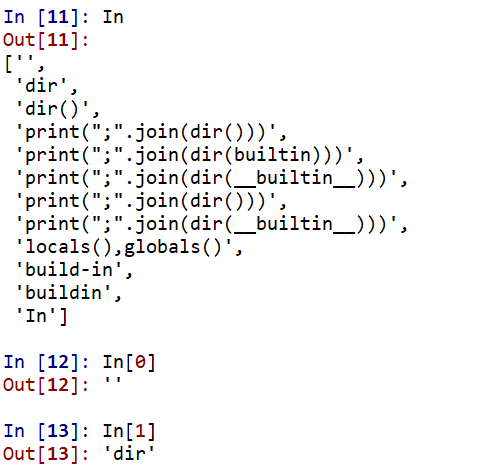 In [11]: In
Out[11]:
['',
 'dir',
 'dir()',
 'print(";".join(dir()))',
 'print(";".join(dir(builtin)))',
 'print(";".join(dir(__builtin__)))',
 'print(";".join(dir()))',
 'print(";".join(dir(__builtin__)))',
 'locals(),globals()',
 'build-in',
 'buildin',
 'In']
In [12]: In[0]
Out[12]: ''
In [13]: In[1]
Out[13]: 'dir'